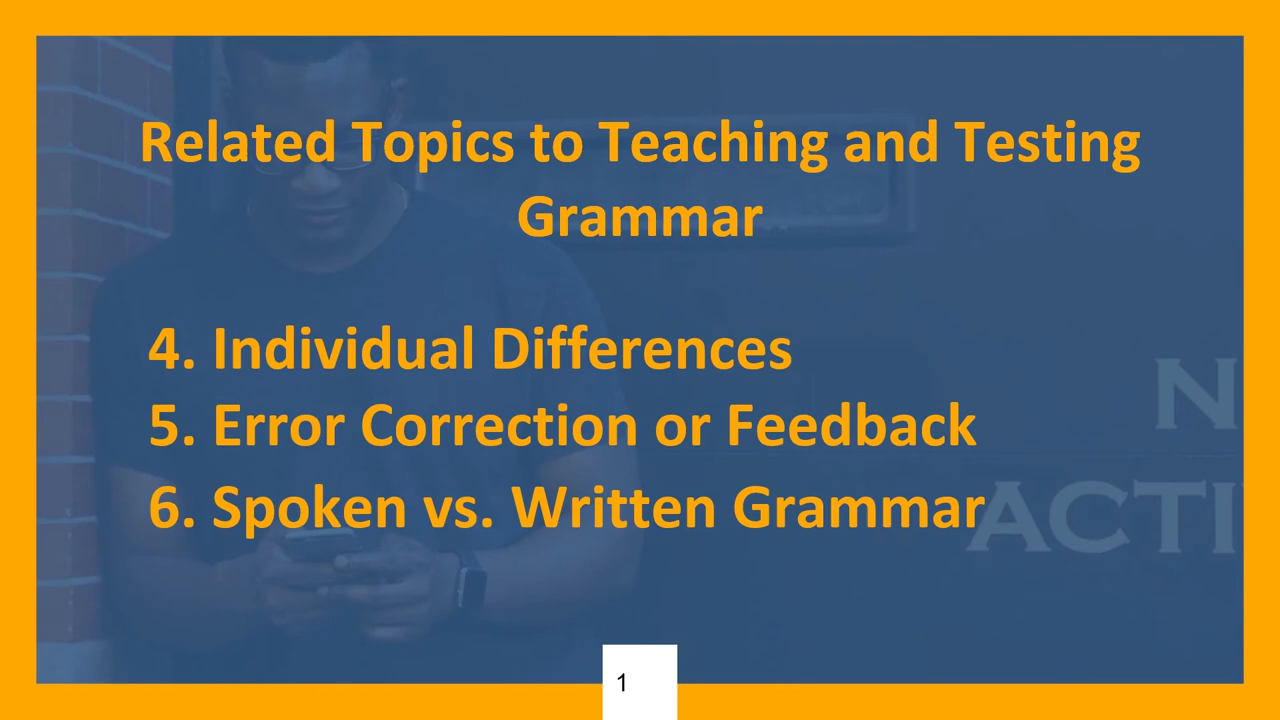 Related Topics to Teaching and Testing
Grammar
4. Individual Differences
5. Error Correction or Feedback
6. Spoken vs. Written Grammar
N
ACTI
1